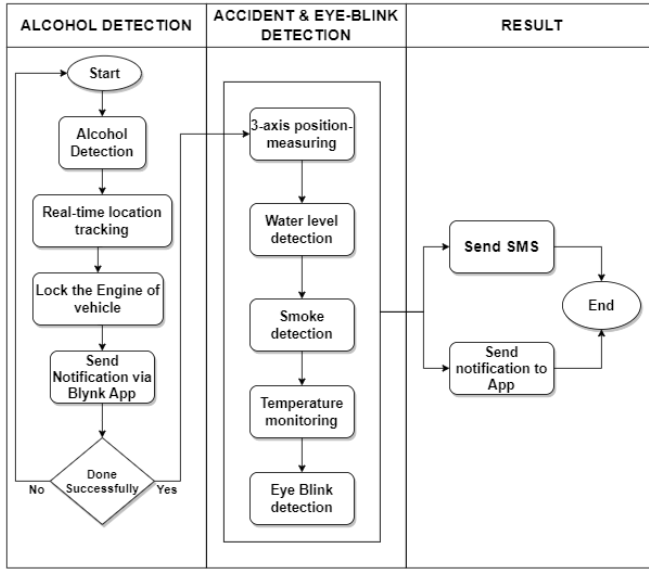 ALCOHOL DETECTION
ACCIDENT & EYE-BLINK
DETECTION
RESULT
Start
Alcohol
Detection
Real-time location
tracking
Lock the Engine of
vehicle
Send
Notification via
Blynk App
Done
Successfully
No
Yes
3-axis position-
measuring
Water level
detection
Smoke
detection
Temperature
monitoring
Eye Blink
detection
Send SMS
Send
notification to
App
End